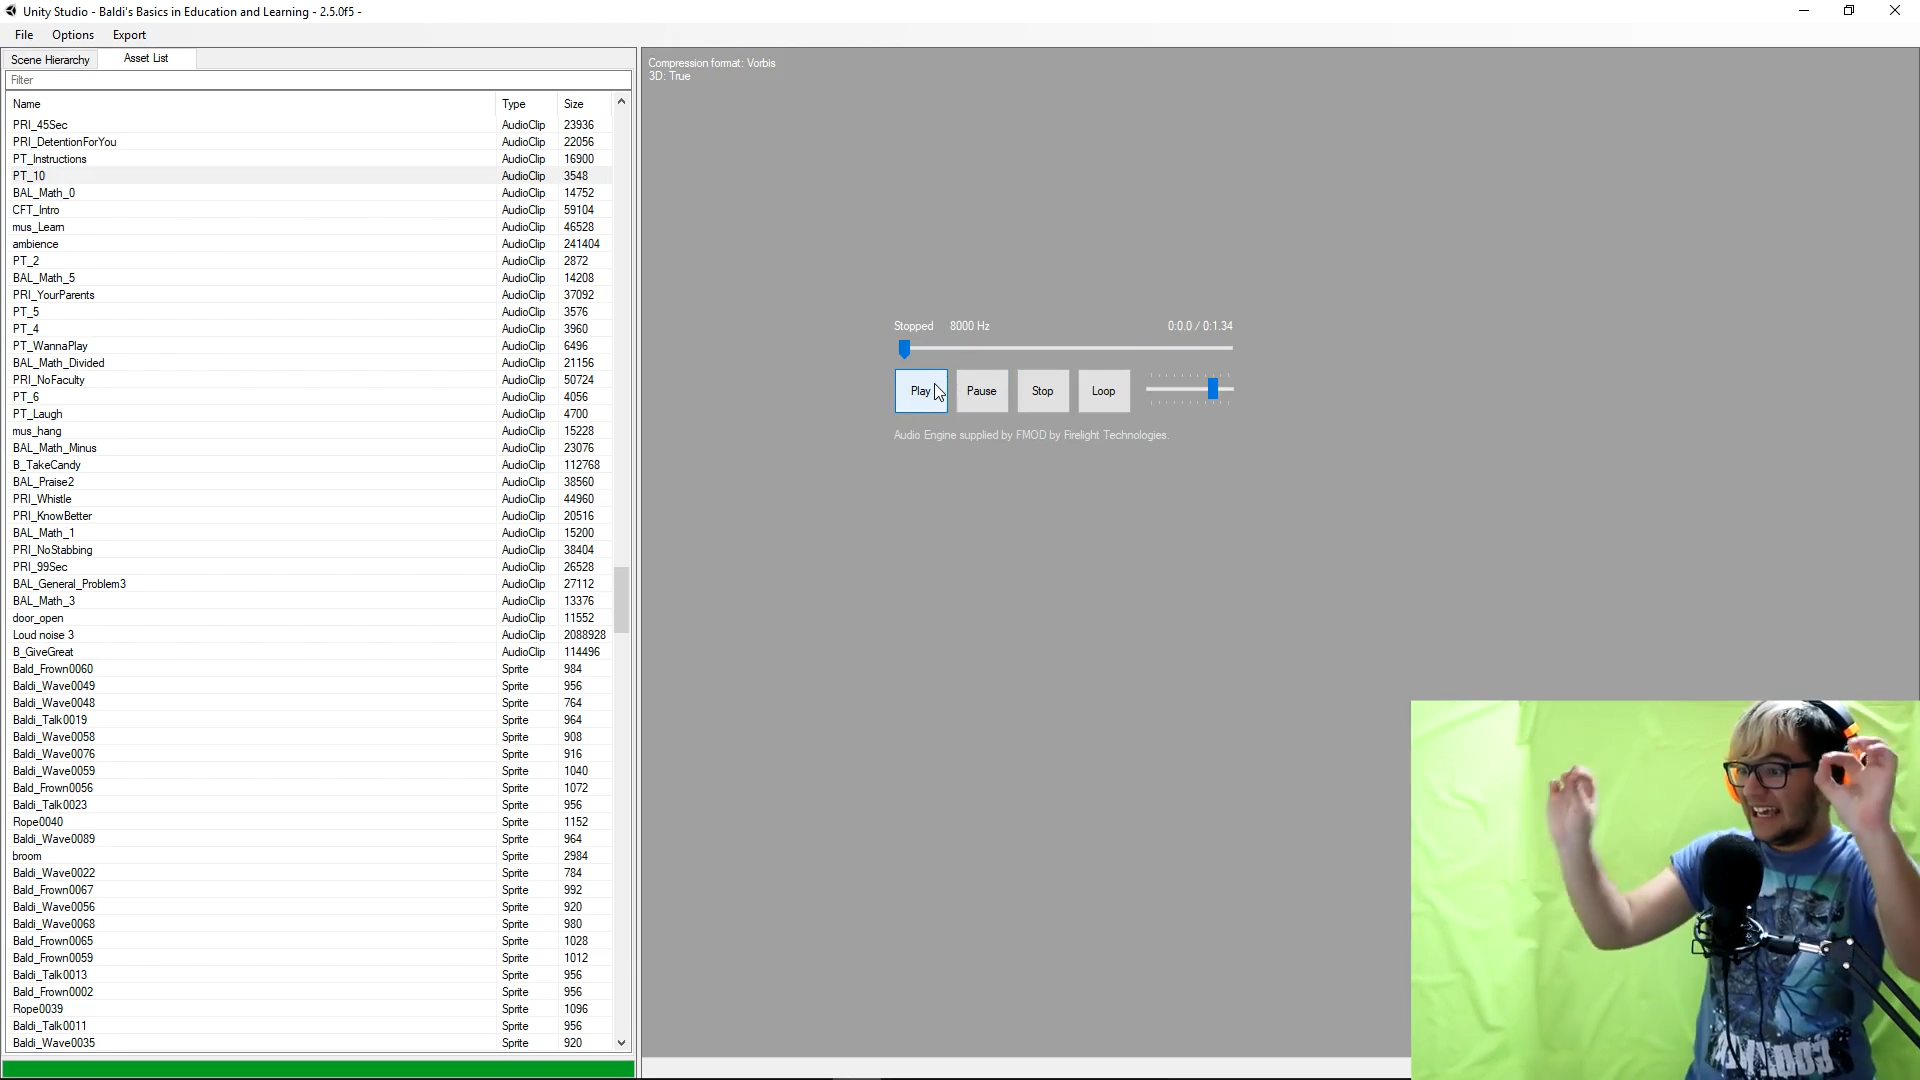 Unity Studio - Baldi's Basics in Education and Learning - 2.5.0f5 -
File Options Export
Scene Hierarchy Asset List
Filter
Name Type Size
PRI_45Sec AudioClip 23936
PRI_DetentionForYou AudioClip 22056
PT_Instructions AudioClip 16900
PT_10 AudioClip 3548
BAL_Math_0 AudioClip 14752
CFT_Intro AudioClip 59104
mus_Learn AudioClip 46528
ambience AudioClip 241404
PT_2 AudioClip 2872
BAL_Math_5 AudioClip 14208
PRI_YourParents AudioClip 37092
PT_5 AudioClip 3576
PT_4 AudioClip 3960
PT_WannaPlay AudioClip 6496
BAL_Math_Divided AudioClip 21156
PRI_NoFaculty AudioClip 50724
PT_6 AudioClip 4056
PT_Laugh AudioClip 4700
mus_hang AudioClip 15228
BAL_Math_Minus AudioClip 23076
B_TakeCandy AudioClip 112768
BAL_Praise2 AudioClip 38560
PRI_Whistle AudioClip 44960
PRI_KnowBetter AudioClip 20516
BAL_Math_1 AudioClip 15200
PRI_NoStabbing AudioClip 38404
PRI_99Sec AudioClip 26528
BAL_General_Problem3 AudioClip 27112
BAL_Math_3 AudioClip 13376
door_open AudioClip 11552
Loud noise 3 AudioClip 2088928
B_GiveGreat AudioClip 114496
Bald_Frown0060 Sprite 984
Baldi_Wave0049 Sprite 956
Baldi_Wave0048 Sprite 764
Baldi_Talk0019 Sprite 964
Baldi_Wave0058 Sprite 908
Baldi_Wave0076 Sprite 916
Baldi_Wave0059 Sprite 1040
Bald_Frown0056 Sprite 1072
Baldi_Talk0023 Sprite 956
Rope0040 Sprite 1152
Baldi_Wave0089 Sprite 964
broom Sprite 2984
Baldi_Wave0022 Sprite 784
Bald_Frown0067 Sprite 992
Baldi_Wave0056 Sprite 920
Baldi_Wave0068 Sprite 980
Bald_Frown0065 Sprite 1028
Bald_Frown0059 Sprite 1012
Baldi_Talk0013 Sprite 956
Bald_Frown0002 Sprite 956
Rope0039 Sprite 1096
Baldi_Talk0011 Sprite 956
Baldi_Wave0035 Sprite 920
Compression format: Vorbis
3D: True
Stopped 8000 Hz 0:0.0 / 0:1.34
Play Pause Stop Loop
Audio Engine supplied by FMOD by Firelight Technologies.